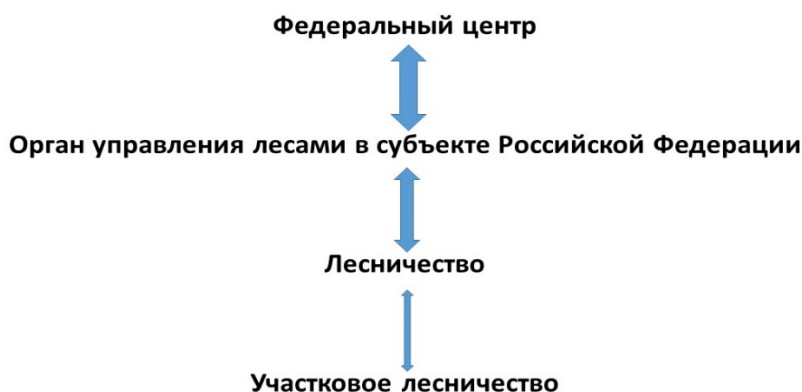 Федеральный центр
Орган управления лесами в субъекте Российской Федерации
Лесничество
Участковое лесничество